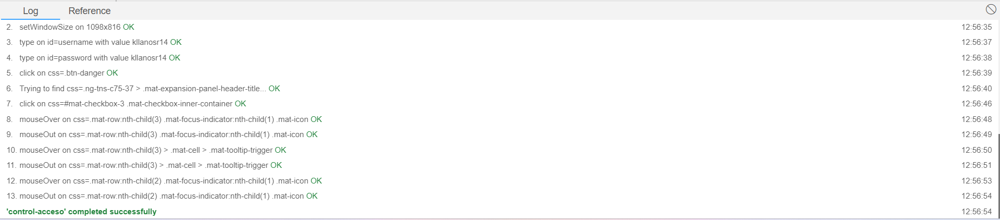 Log Reference
2. setWindowSize on 1098x816 OK 12:56:35
3. type on id=username with value kllanosr14 OK 12:56:37
4. type on id=password with value kllanosr14 OK 12:56:38
5. click on css=.btn-danger OK 12:56:39
6. Trying to find css=.ng-tns-c75-37 > .mat-expansion-panel-header-title... OK 12:56:40
7. click on css=#mat-checkbox-3 .mat-checkbox-inner-container OK 12:56:46
8. mouseOver on css=.mat-row:nth-child(3) .mat-focus-indicator:nth-child(1) .mat-icon OK 12:56:48
9. mouseOut on css=.mat-row:nth-child(3) .mat-focus-indicator:nth-child(1) .mat-icon OK 12:56:49
10. mouseOver on css=.mat-row:nth-child(3) > .mat-cell > .mat-tooltip-trigger OK 12:56:50
11. mouseOut on css=.mat-row:nth-child(3) > .mat-cell > .mat-tooltip-trigger OK 12:56:51
12. mouseOver on css=.mat-row:nth-child(2) .mat-focus-indicator:nth-child(1) .mat-icon OK 12:56:53
13. mouseOut on css=.mat-row:nth-child(2) .mat-focus-indicator:nth-child(1) .mat-icon OK 12:56:54
'control-acceso' completed successfully 12:56:54